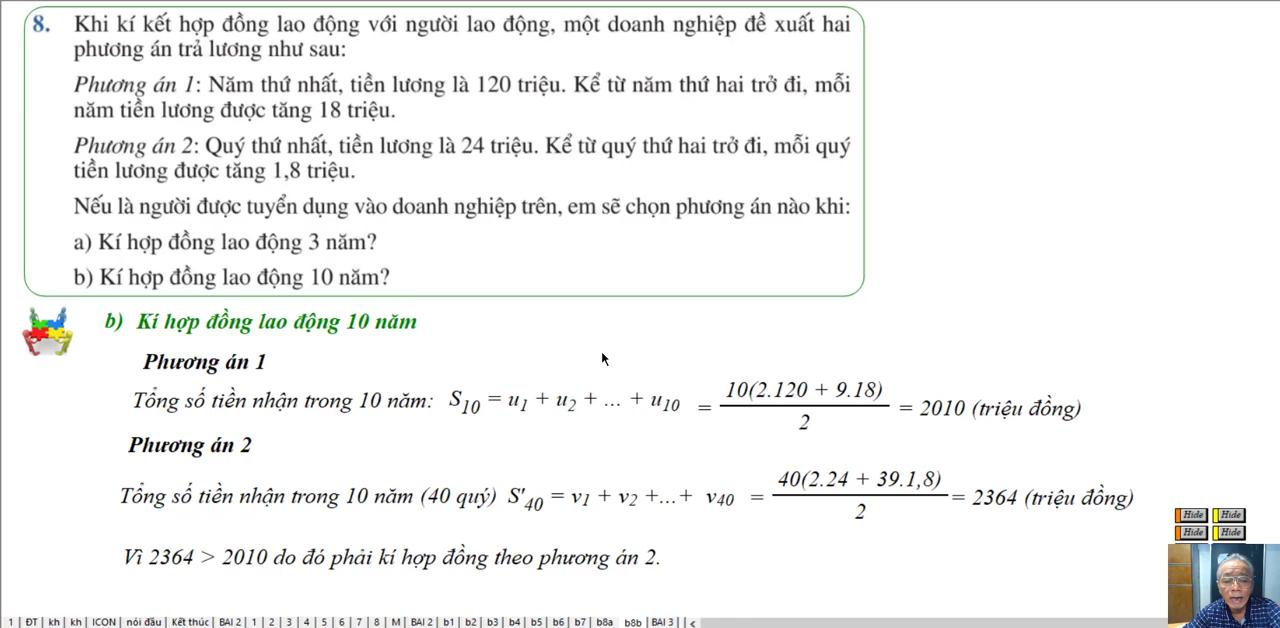 8. Khi kí kết hợp đồng lao động với người lao động, một doanh nghiệp đề xuất hai
phương án trả lương như sau:
Phương án 1: Năm thứ nhất, tiền lương là 120 triệu. Kể từ năm thứ hai trở đi, mỗi
năm tiền lương được tăng 18 triệu.
Phương án 2: Quý thứ nhất, tiền lương là 24 triệu. Kể từ quý thứ hai trở đi, mỗi quý
tiền lương được tăng 1,8 triệu.
Nếu là người được tuyển dụng vào doanh nghiệp trên, em sẽ chọn phương án nào khi:
a) Kí hợp đồng lao động 3 năm?
b) Kí hợp đồng lao động 10 năm?
b) Kí hợp đồng lao động 10 năm
Phương án 1
Tổng số tiền nhận trong 10 năm: S10 = u1 + u2 + ... + u10 = 10(2.120 + 9.18) / 2 = 2010 (triệu đồng)
Phương án 2
Tổng số tiền nhận trong 10 năm (40 quý) S'40 = v1 + v2 +...+ v40 = 40(2.24 + 39.1,8) / 2 = 2364 (triệu đồng)
Vì 2364 > 2010 do đó phải kí hợp đồng theo phương án 2.
Hide Hide
Hide Hide
1 | ĐT | kh | kh | ICON | nói đầu | Kết thúc | BAI 2 | 1 | 2 | 3 | 4 | 5 | 6 | 7 | 8 | M | BAI 2 | b1 | b2 | b3 | b4 | b5 | b6 | b7 | b8a | b8b | BAI 3 | | <